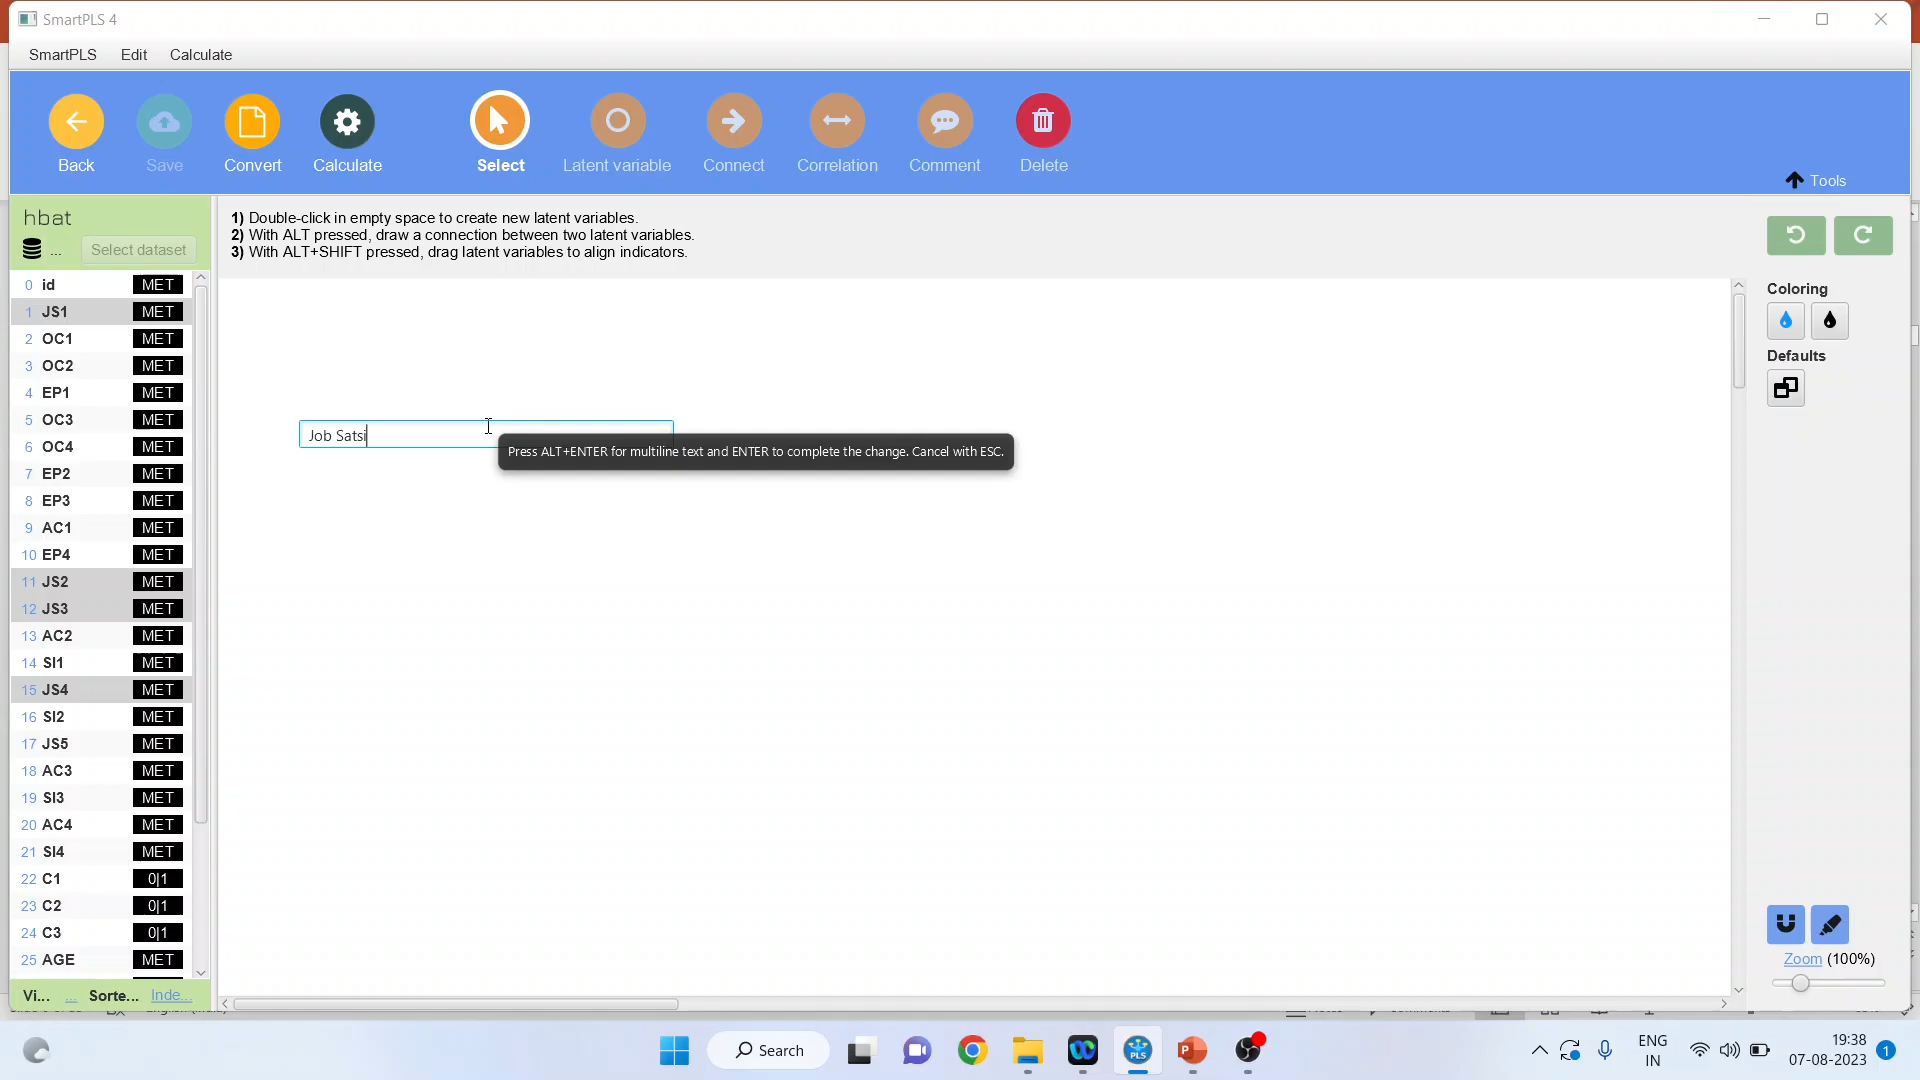 SmartPLS 4
SmartPLS Edit Calculate
Back Save Convert Calculate Select Latent variable Connect Correlation Comment Delete
Tools
hbat
... Select dataset
1) Double-click in empty space to create new latent variables.
2) With ALT pressed, draw a connection between two latent variables.
3) With ALT+SHIFT pressed, drag latent variables to align indicators.
0 id MET
1 JS1 MET
2 OC1 MET
3 OC2 MET
4 EP1 MET
5 OC3 MET
6 OC4 MET
7 EP2 MET
8 EP3 MET
9 AC1 MET
10 EP4 MET
11 JS2 MET
12 JS3 MET
13 AC2 MET
14 SI1 MET
15 JS4 MET
16 SI2 MET
17 JS5 MET
18 AC3 MET
19 SI3 MET
20 AC4 MET
21 SI4 MET
22 C1 0|1
23 C2 0|1
24 C3 0|1
25 AGE MET
Vi... ... Sorte... Inde...
Job Satsi
Press ALT+ENTER for multiline text and ENTER to complete the change. Cancel with ESC.
Coloring
Defaults
Zoom (100%)
Search
PLS
P
ENG
IN
19:38
07-08-2023
1